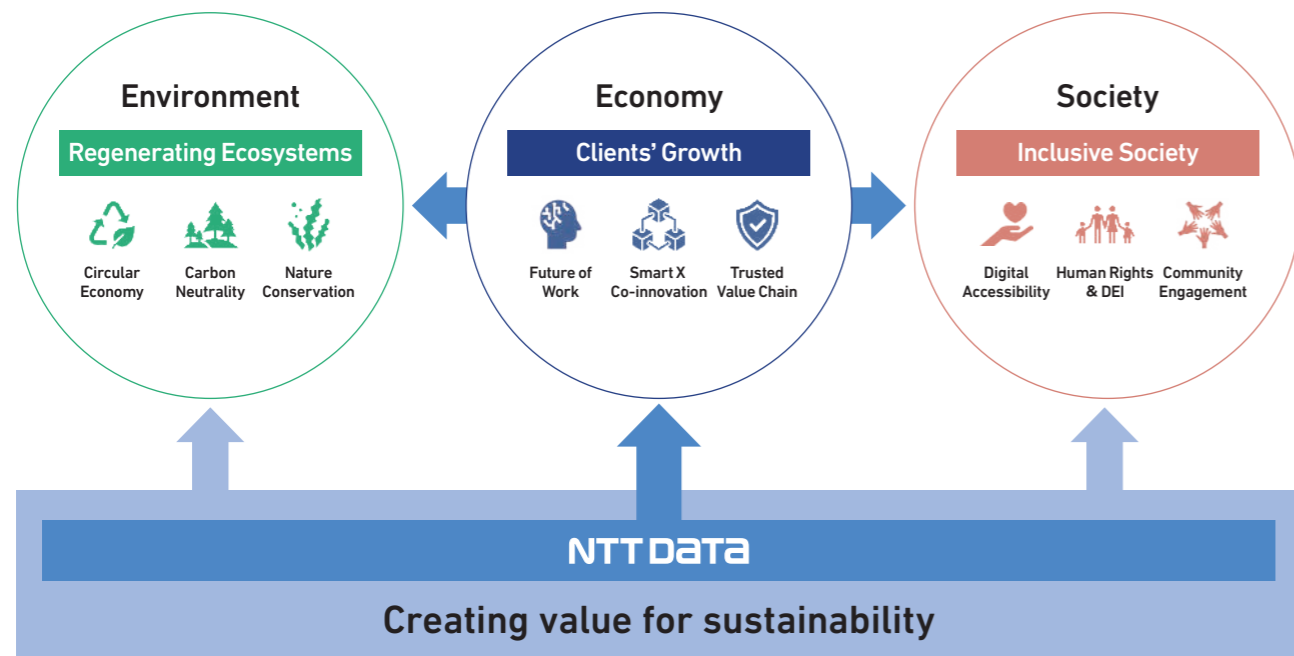 Environment
Regenerating Ecosystems
Circular
Economy
Carbon
Neutrality
Nature
Conservation
Economy
Clients' Growth
Future of
Work
Smart X
Co-innovation
Trusted
Value Chain
Society
Inclusive Society
Digital
Accessibility
Human Rights
& DEI
Community
Engagement
NTT DATA
Creating value for sustainability